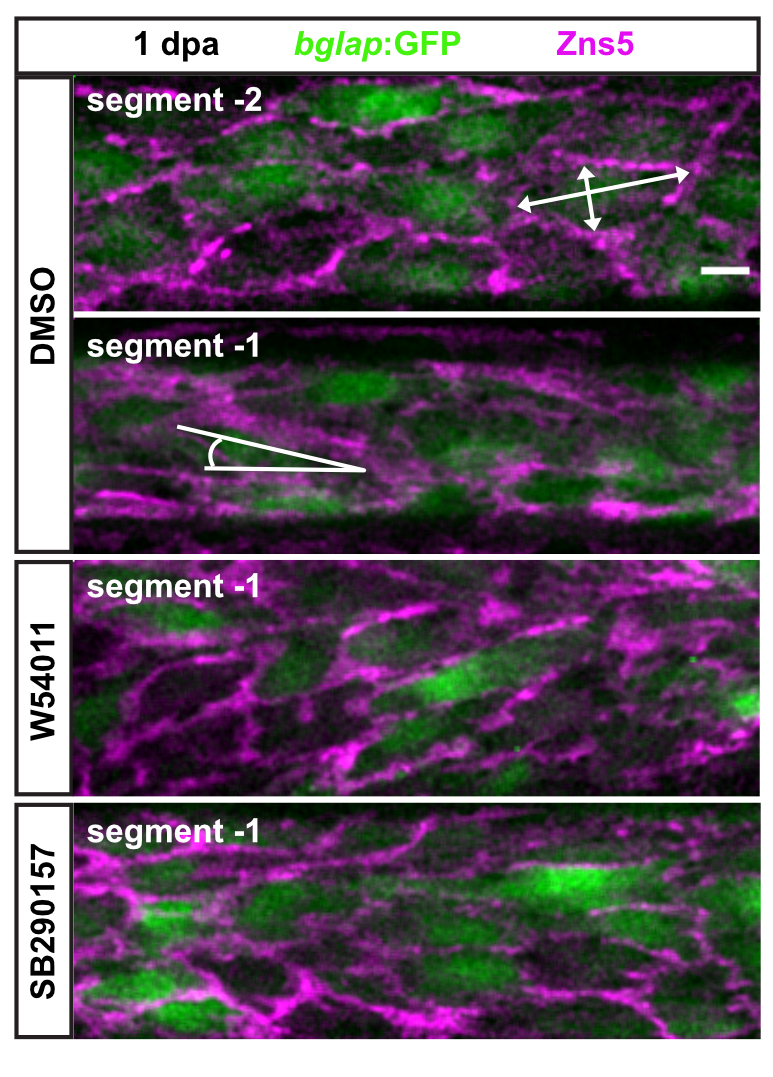 1 dpa bglap:GFP Zns5
DMSO
segment -2
segment -1
W54011
segment -1
SB290157
segment -1